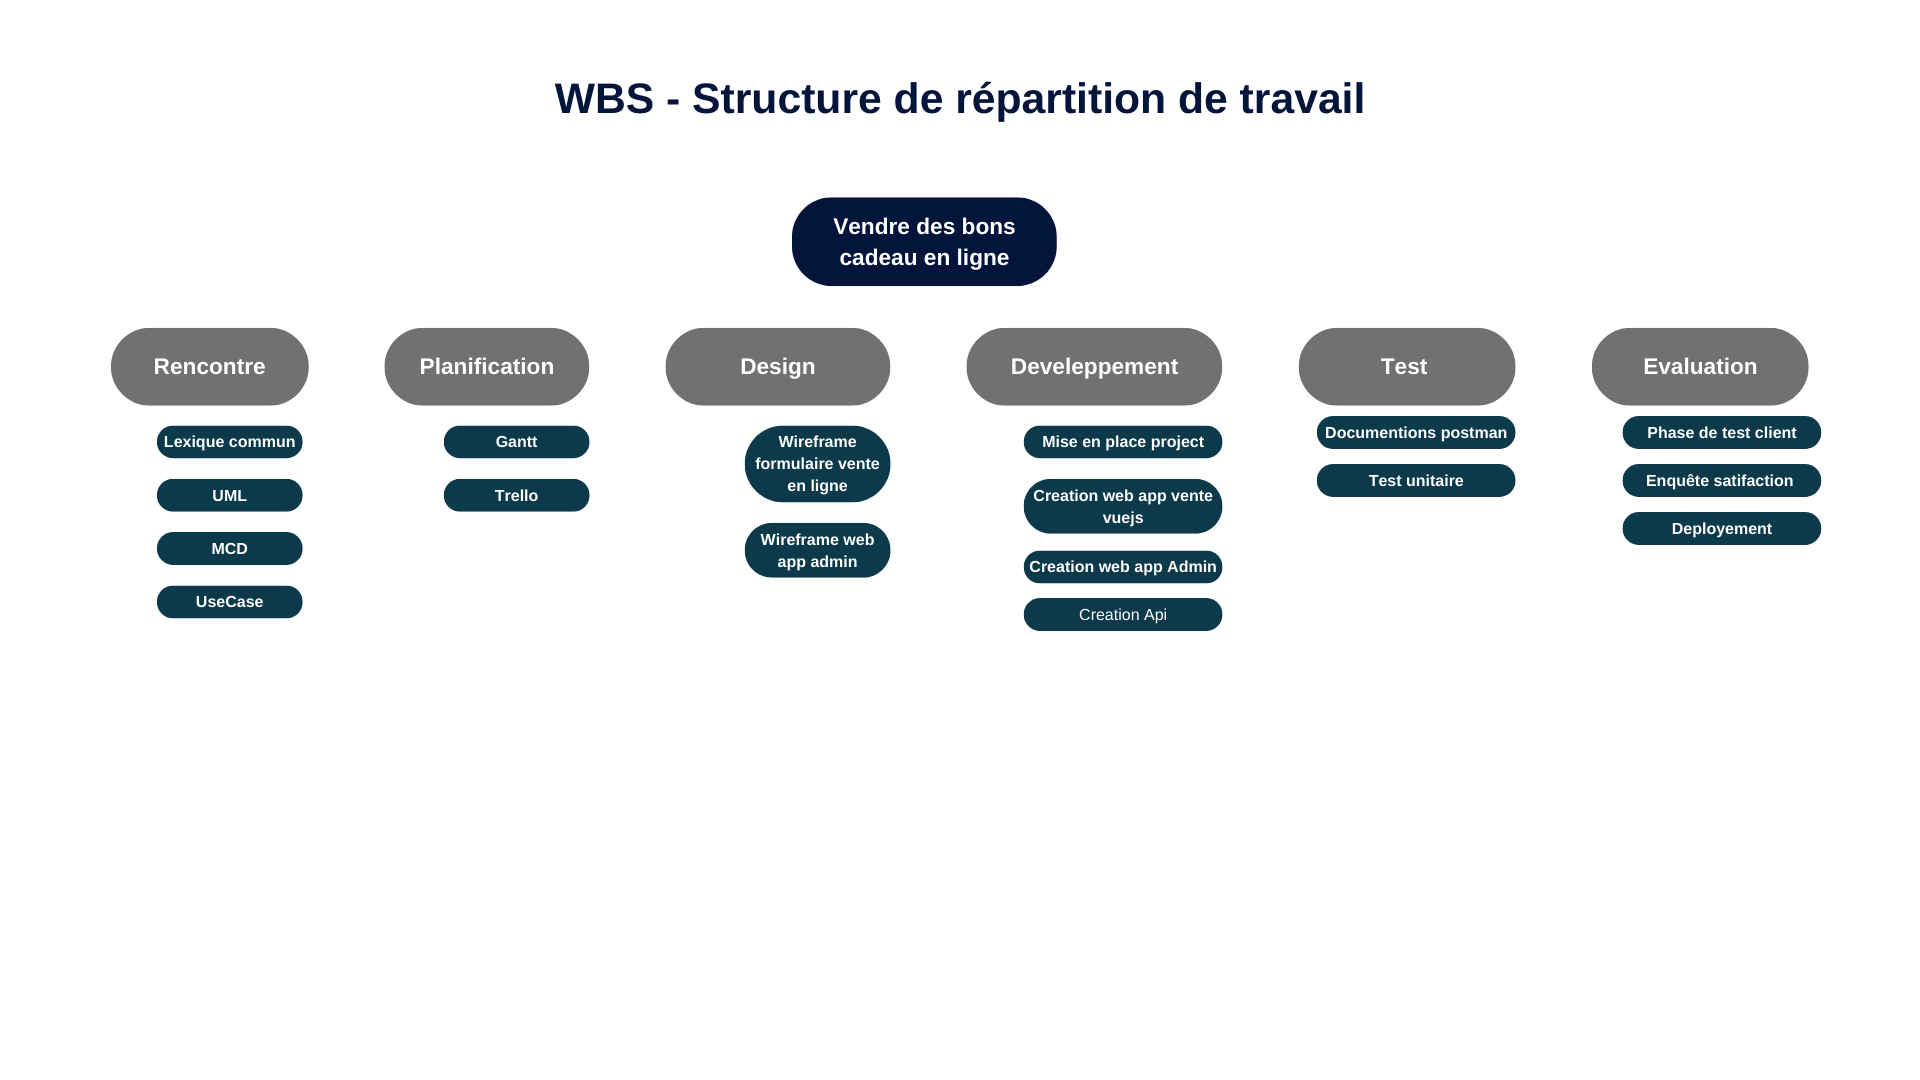 WBS - Structure de répartition de travail
Vendre des bons
cadeau en ligne
Rencontre
Lexique commun
UML
MCD
UseCase
Planification
Gantt
Trello
Design
Wireframe
formulaire vente
en ligne
Wireframe web
app admin
Develeppement
Mise en place project
Creation web app vente
vuejs
Creation web app Admin
Creation Api
Test
Documentions postman
Test unitaire
Evaluation
Phase de test client
Enquête satifaction
Deployement